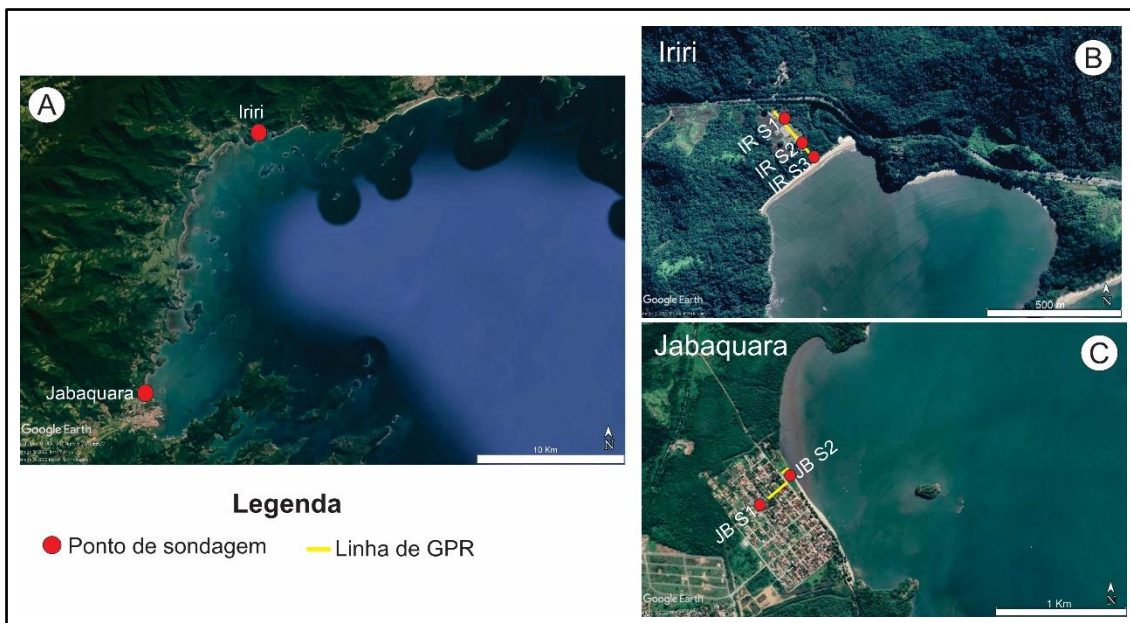 A
Iriri
Jabaquara
Google Earth
10 Km
N
Legenda
Ponto de sondagem
Linha de GPR
Iriri
B
IR S1
IR S2
IR S3
Google Earth
500 m
N
Jabaquara
C
JB S2
JB S1
Google Earth
1 Km
N